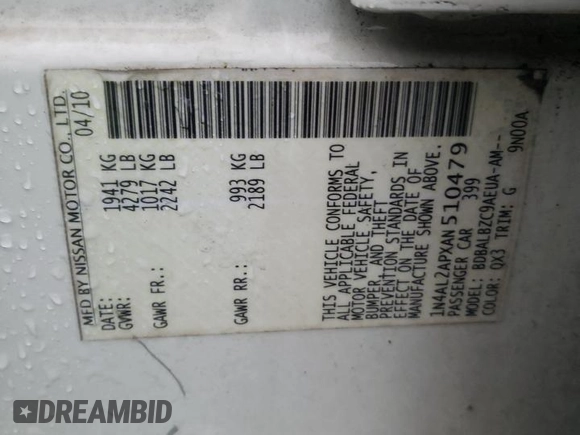 MFD BY NISSAN MOTOR CO., LTD.
DATE: 04/10
GVWR: 1941 KG
4279 LB
GAWR FR: 1017 KG
2242 LB
GAWR RR: 993 KG
2189 LB
THIS VEHICLE CONFORMS TO
ALL APPLICABLE FEDERAL
MOTOR VEHICLE SAFETY,
BUMPER, AND THEFT
PREVENTION STANDARDS IN
EFFECT ON THE DATE OF
MANUFACTURE SHOWN ABOVE.
1N4AL2APXAN510479
PASSENGER CAR 399
MODEL: BDBALBZC9AEUA-AM--
COLOR: QX3 TRIM: G 9N00A
DREAMBID